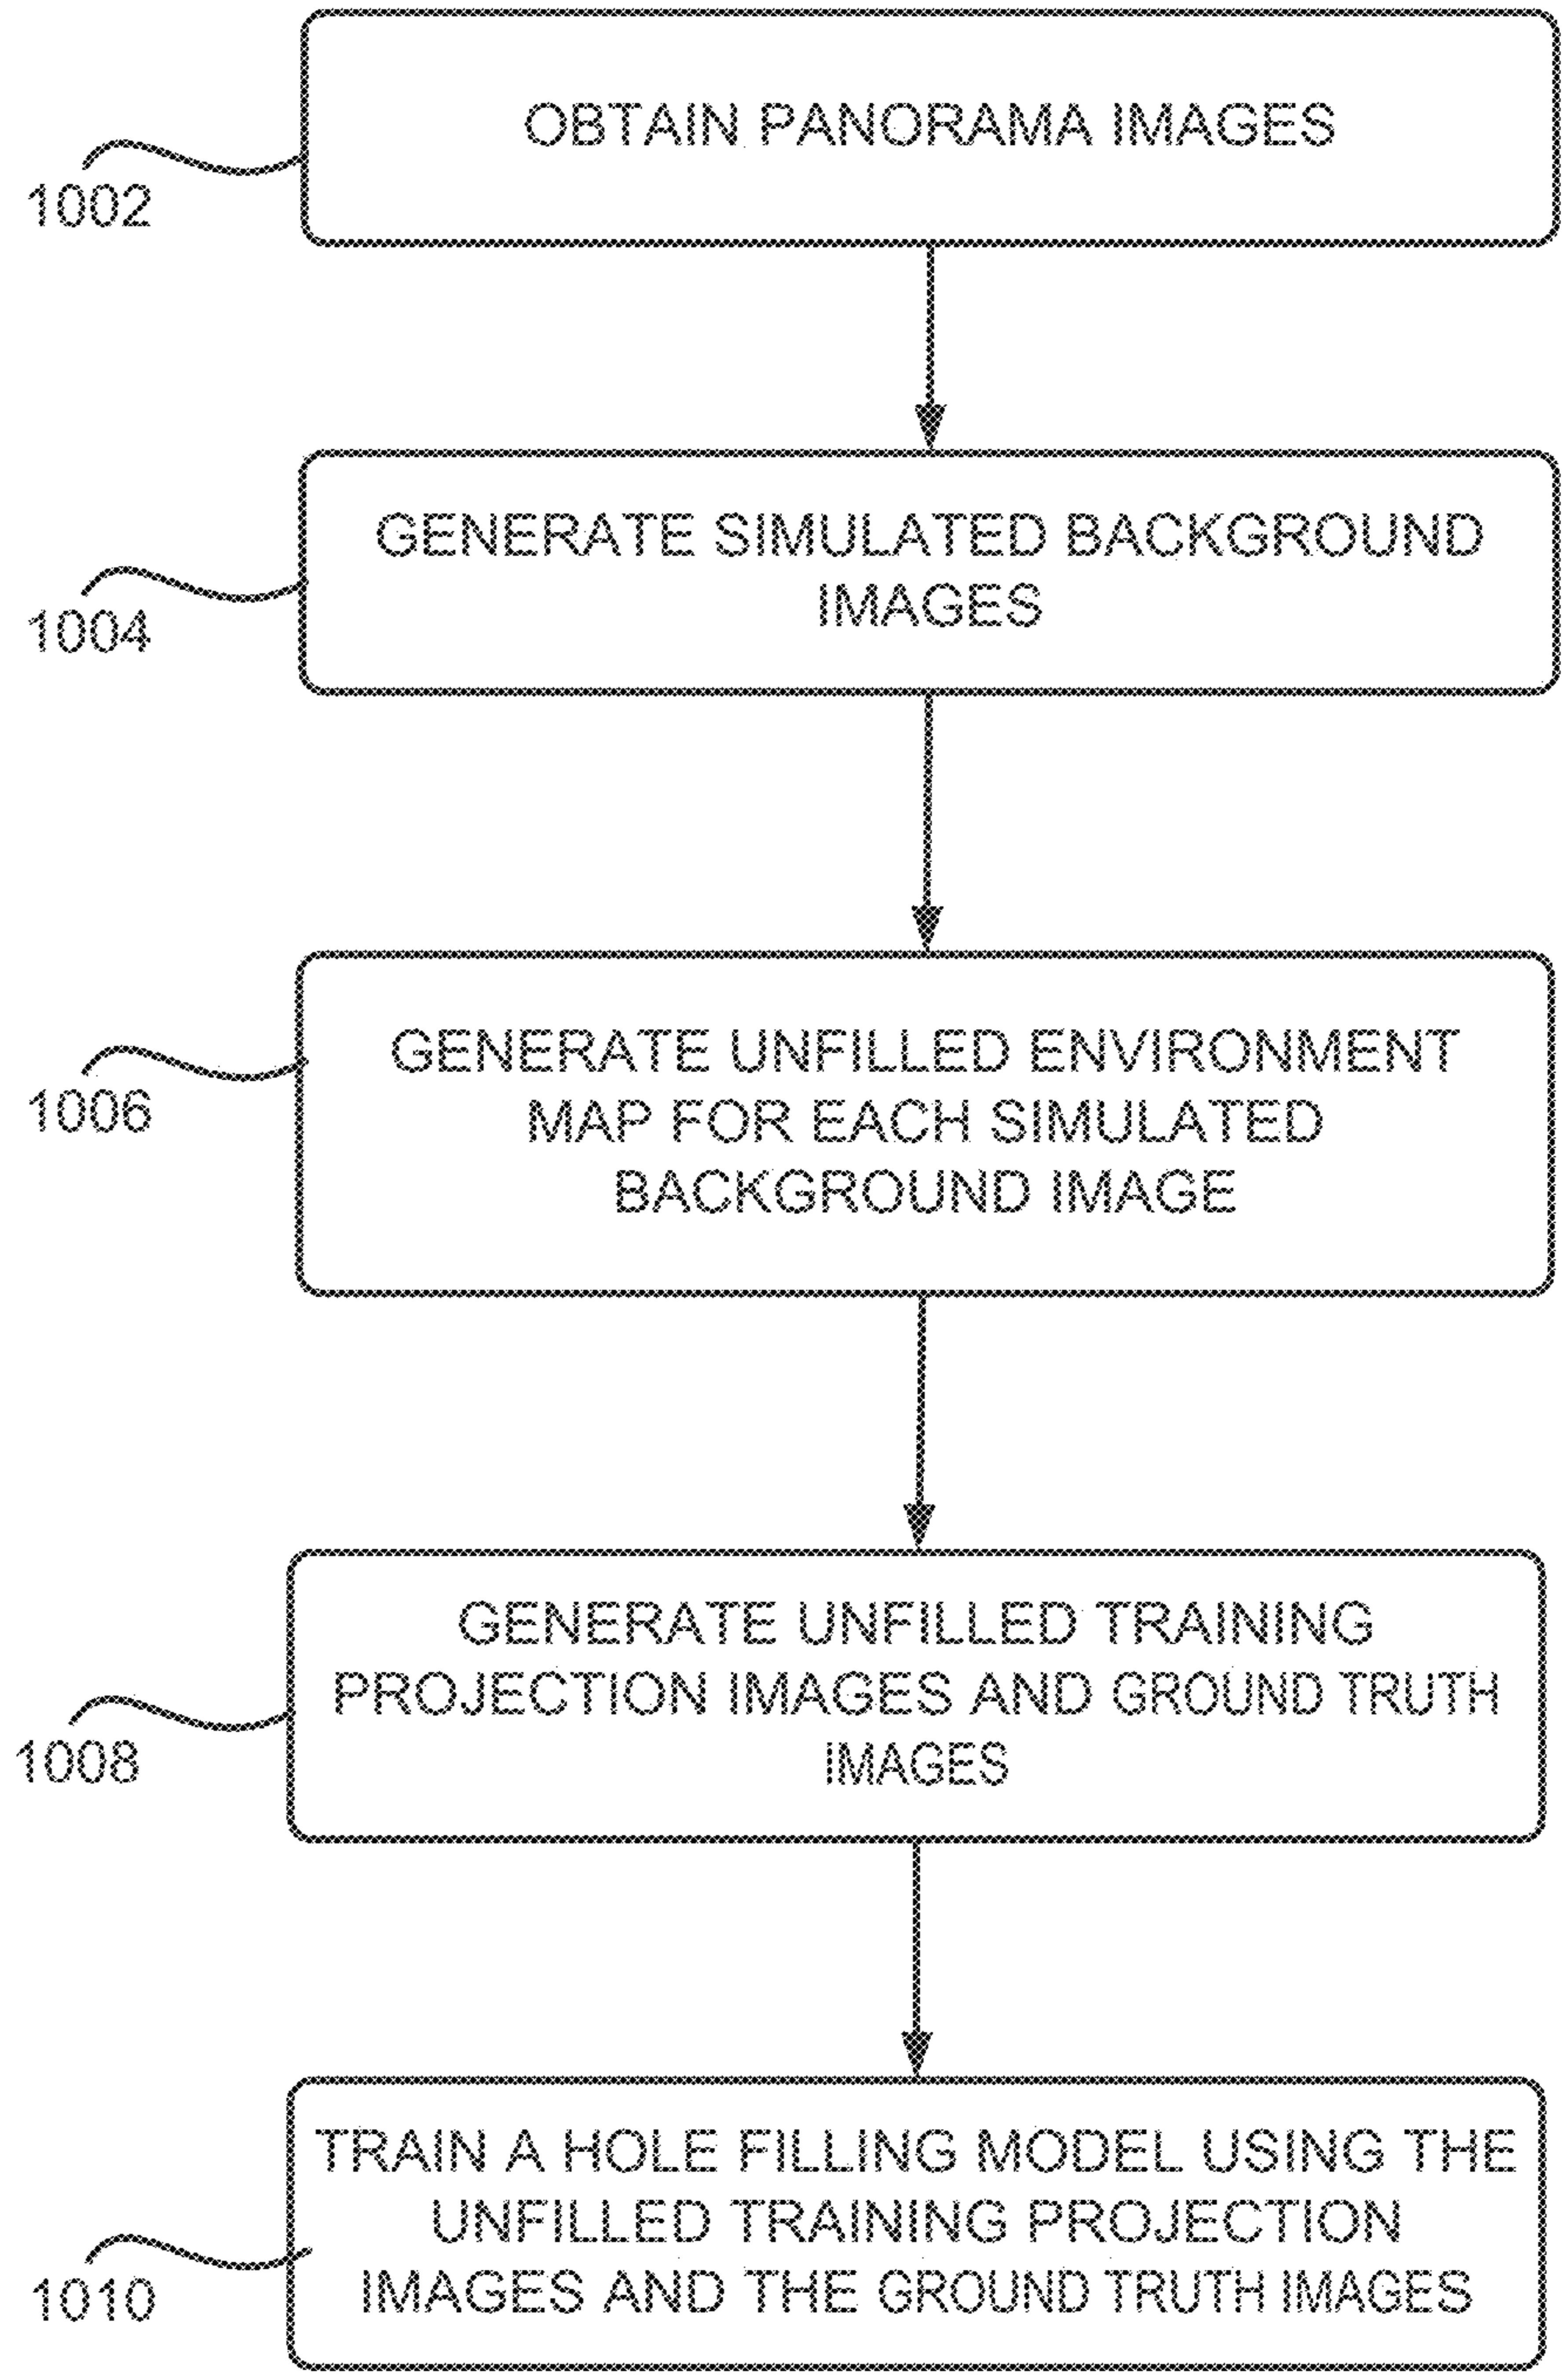 OBTAIN PANORAMA IMAGES
1002
GENERATE SIMULATED BACKGROUND
IMAGES
1004
GENERATE UNFILLED ENVIRONMENT
MAP FOR EACH SIMULATED
BACKGROUND IMAGE
1006
GENERATE UNFILLED TRAINING
PROJECTION IMAGES AND GROUND TRUTH
IMAGES
1008
TRAIN A HOLE FILLING MODEL USING THE
UNFILLED TRAINING PROJECTION
IMAGES AND THE GROUND TRUTH IMAGES
1010